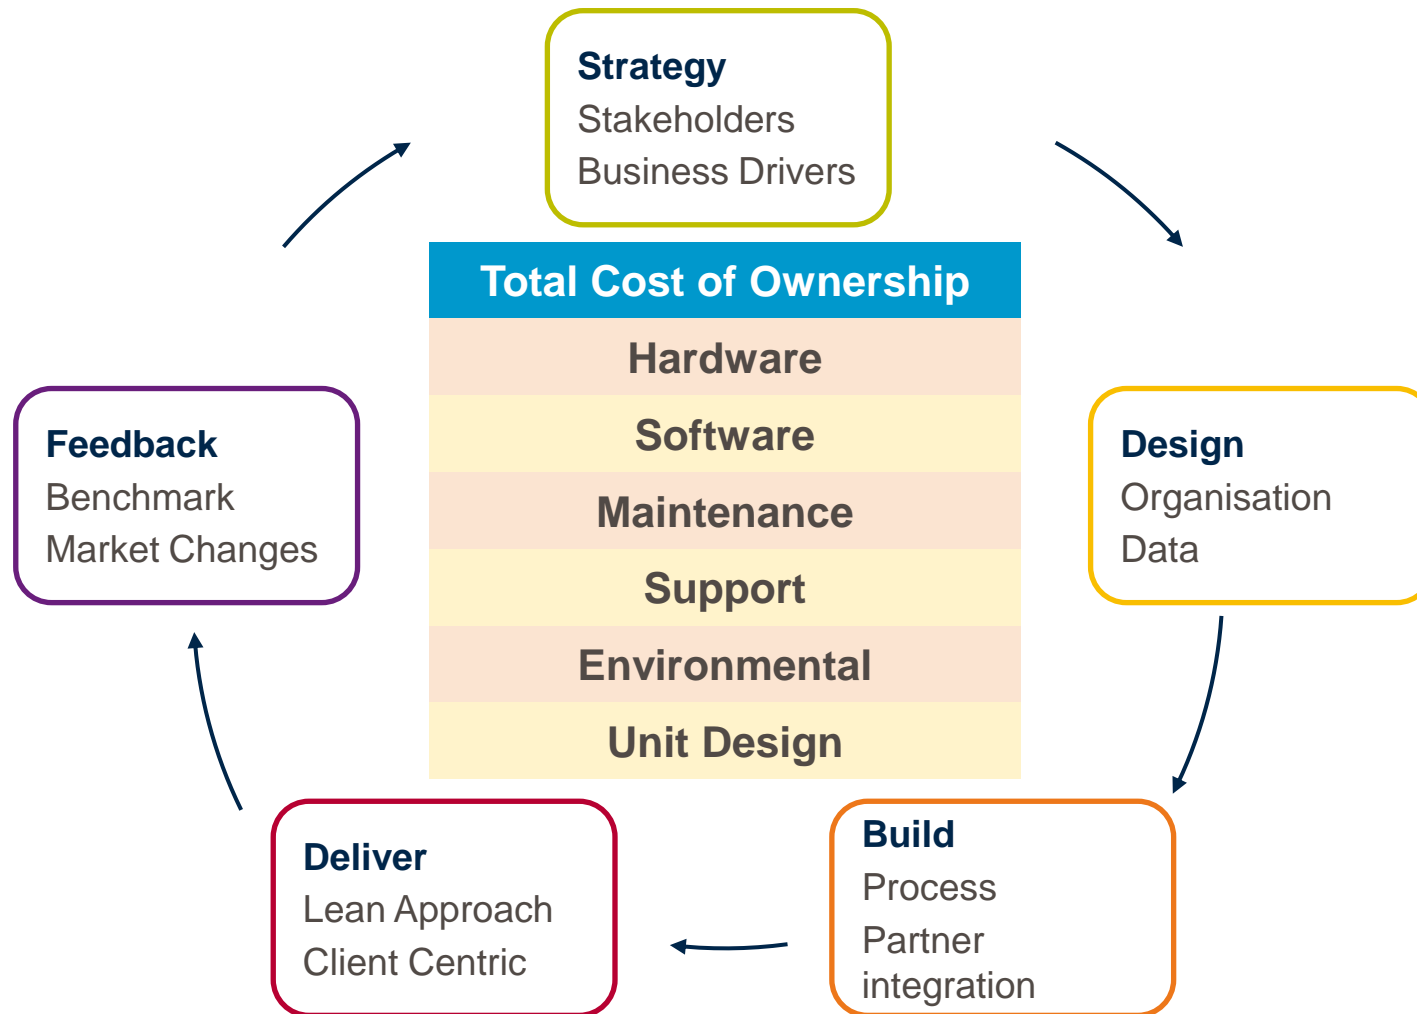 Strategy
Stakeholders
Business Drivers
Total Cost of Ownership
Hardware
Software
Maintenance
Support
Environmental
Unit Design
Feedback
Benchmark
Market Changes
Design
Organisation
Data
Deliver
Lean Approach
Client Centric
Build
Process
Partner
integration